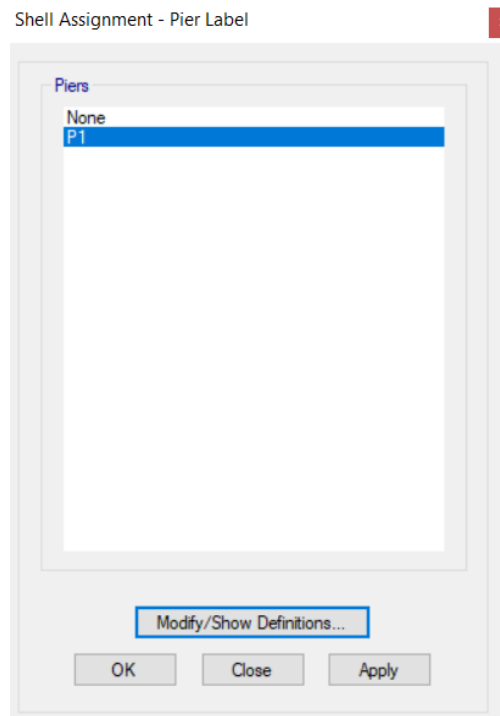 Shell Assignment - Pier Label
Piers
None
P1
Modify/Show Definitions...
OK
Close
Apply